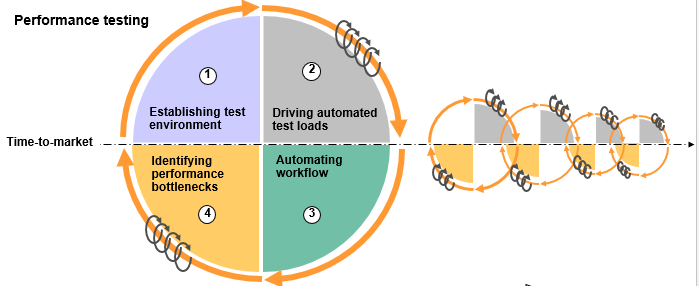 Performance testing
1
2
Establishing test
environment
Driving automated
test loads
Time-to-market
Identifying
performance
bottlenecks
Automating
workflow
4
3